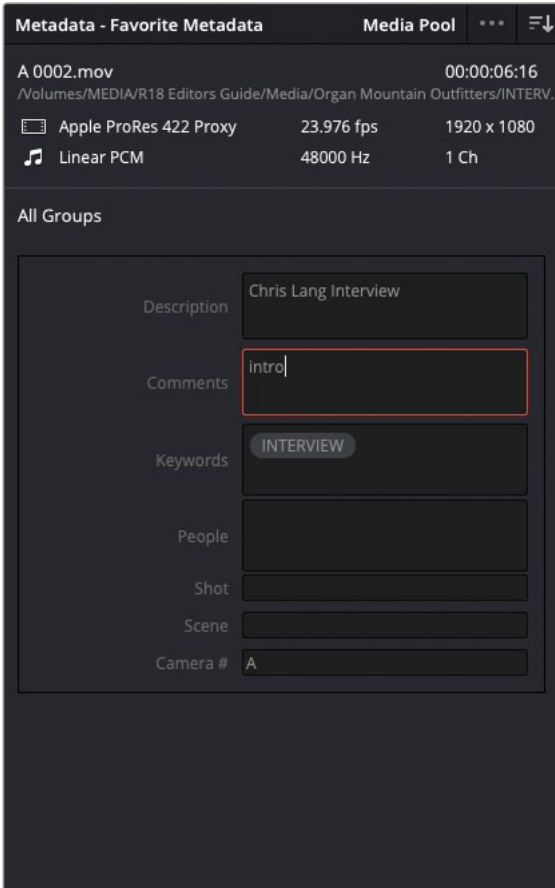 Metadata - Favorite Metadata Media Pool
A 0002.mov 00:00:06:16
/Volumes/MEDIA/R18 Editors Guide/Media/Organ Mountain Outfitters/INTERV.
Apple ProRes 422 Proxy 23.976 fps 1920 x 1080
Linear PCM 48000 Hz 1 Ch
All Groups
Description Chris Lang Interview
Comments intro
Keywords INTERVIEW
People
Shot
Scene
Camera # A